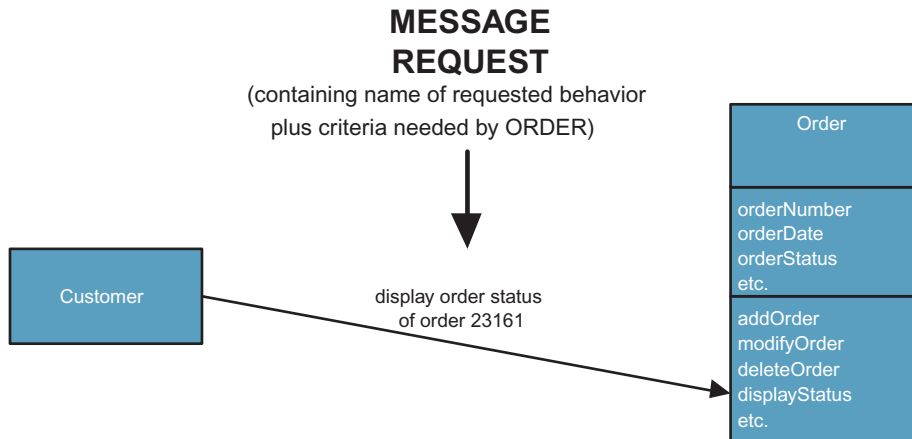 MESSAGE
REQUEST
(containing name of requested behavior
plus criteria needed by ORDER)
Order
orderNumber
orderDate
orderStatus
etc.
Customer
display order status
of order 23161
addOrder
modifyOrder
deleteOrder
displayStatus
etc.